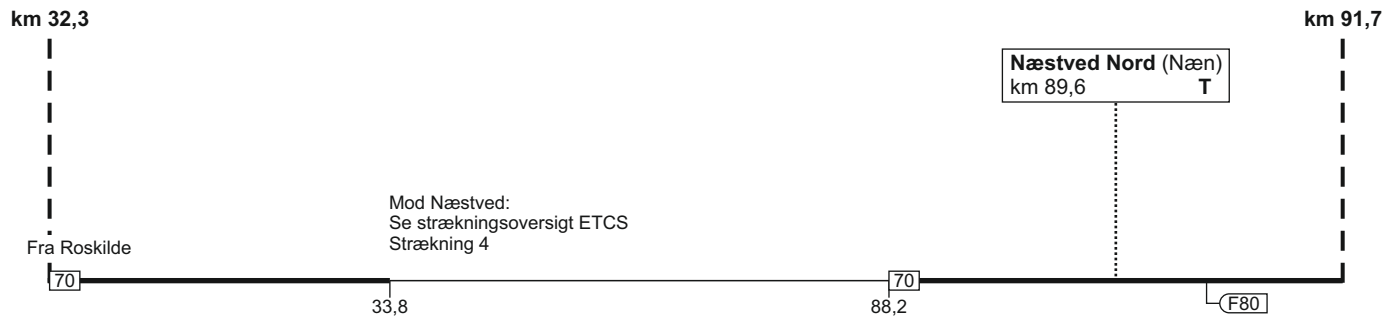 km 32,3
km 91,7
Næstved Nord (Næn)
km 89,6 T
Mod Næstved:
Se strækningsoversigt ETCS
Strækning 4
Fra Roskilde
70
70
33,8
88,2
F80